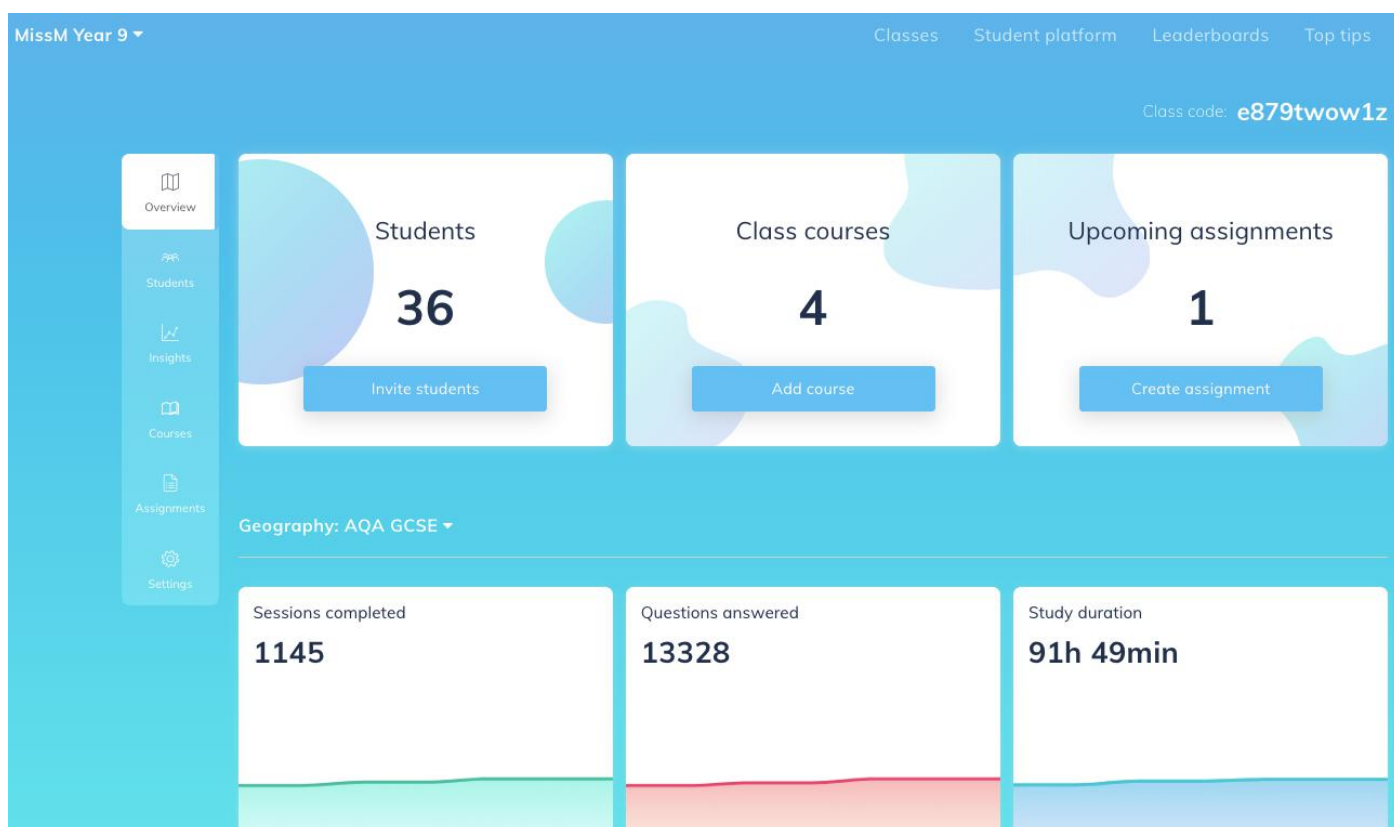 MissM Year 9
Classes Student platform Leaderboards Top tips
Class code: e879twow1z
Overview
Students
Insights
Courses
Assignments
Settings
Students
36
Invite students
Class courses
4
Add course
Upcoming assignments
1
Create assignment
Geography: AQA GCSE
Sessions completed
1145
Questions answered
13328
Study duration
91h 49min